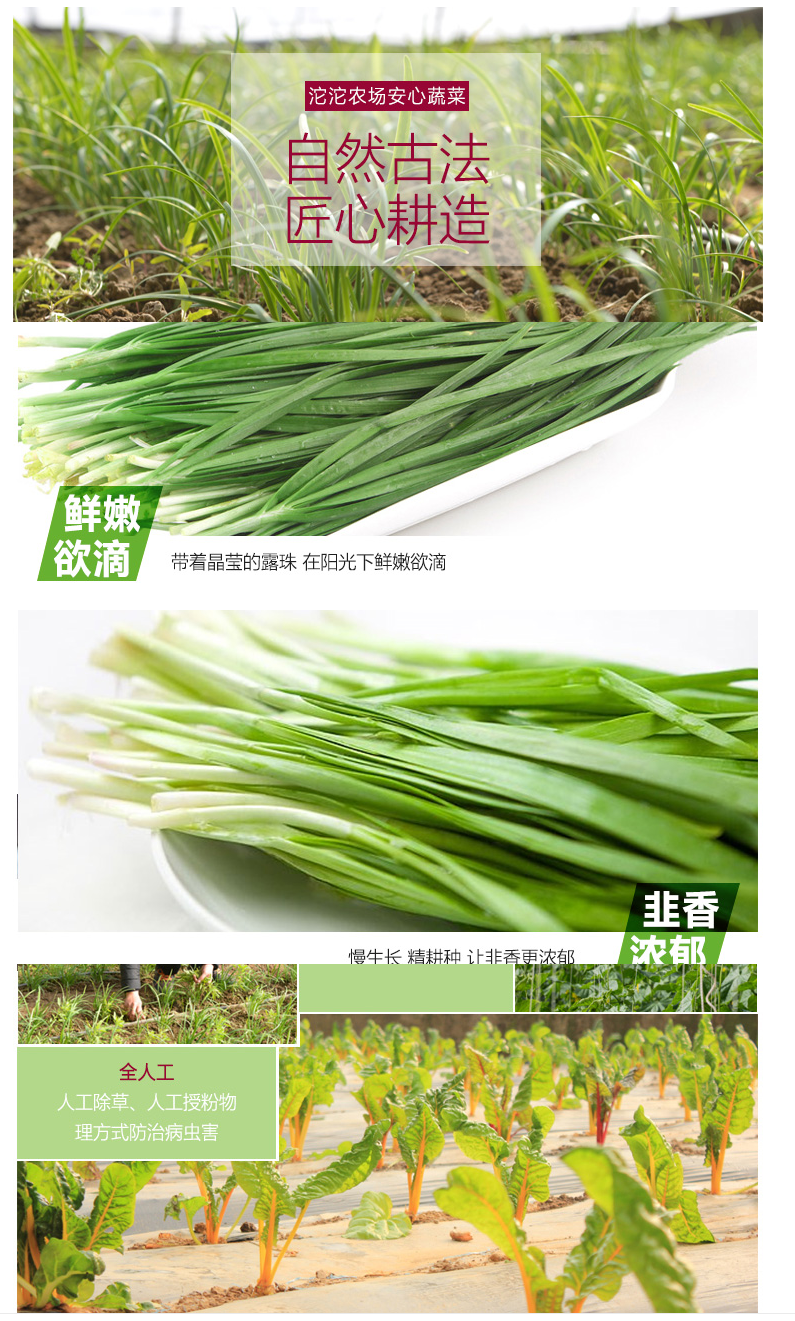 沱沱农场安心蔬菜
自然古法
匠心耕造
鲜嫩
欲滴
带着晶莹的露珠 在阳光下鲜嫩欲滴
韭香
浓郁
慢生长 精耕种 让韭香更浓郁
全人工
人工除草、人工授粉物
理方式防治病虫害